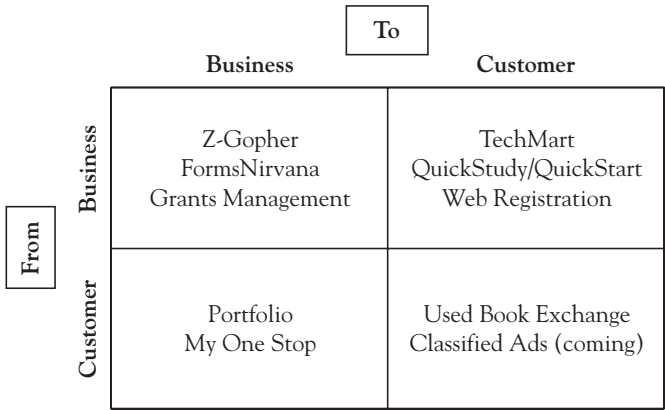 To
Business
Customer
From
Business
Z-Gopher
FormsNirvana
Grants Management
TechMart
QuickStudy/QuickStart
Web Registration
Customer
Portfolio
My One Stop
Used Book Exchange
Classified Ads (coming)